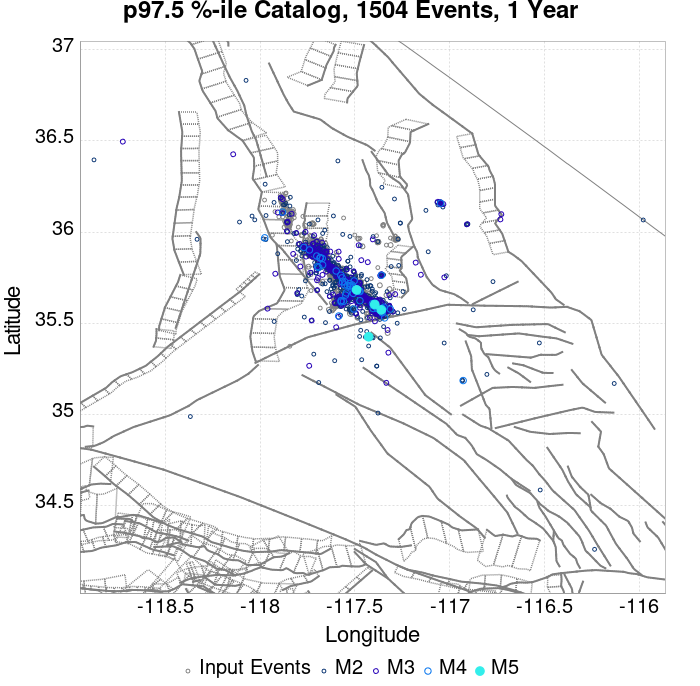 p97.5 %-ile Catalog, 1504 Events, 1 Year
37
36.5
36
35.5
35
34.5
Latitude
-118.5 -118 -117.5 -117 -116.5 -116
Longitude
Input Events M2 M3 M4 M5